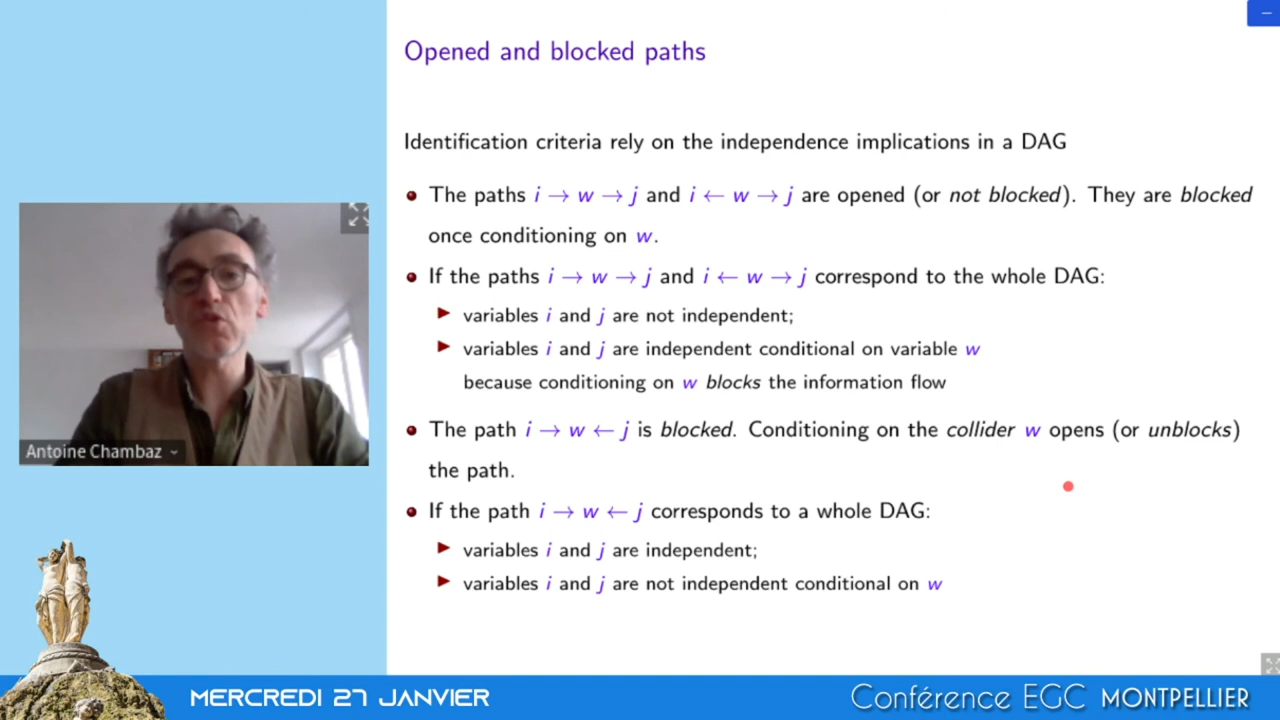 Opened and blocked paths
Identification criteria rely on the independence implications in a DAG
The paths i → w → j and i ← w → j are opened (or not blocked). They are blocked
once conditioning on w.
If the paths i → w → j and i ← w → j correspond to the whole DAG:
variables i and j are not independent;
variables i and j are independent conditional on variable w
because conditioning on w blocks the information flow
The path i → w ← j is blocked. Conditioning on the collider w opens (or unblocks)
the path.
If the path i → w ← j corresponds to a whole DAG:
variables i and j are independent;
variables i and j are not independent conditional on w
Antoine Chambaz
MERCREDI 27 JANVIER
Conférence EGC MONTPELLIER